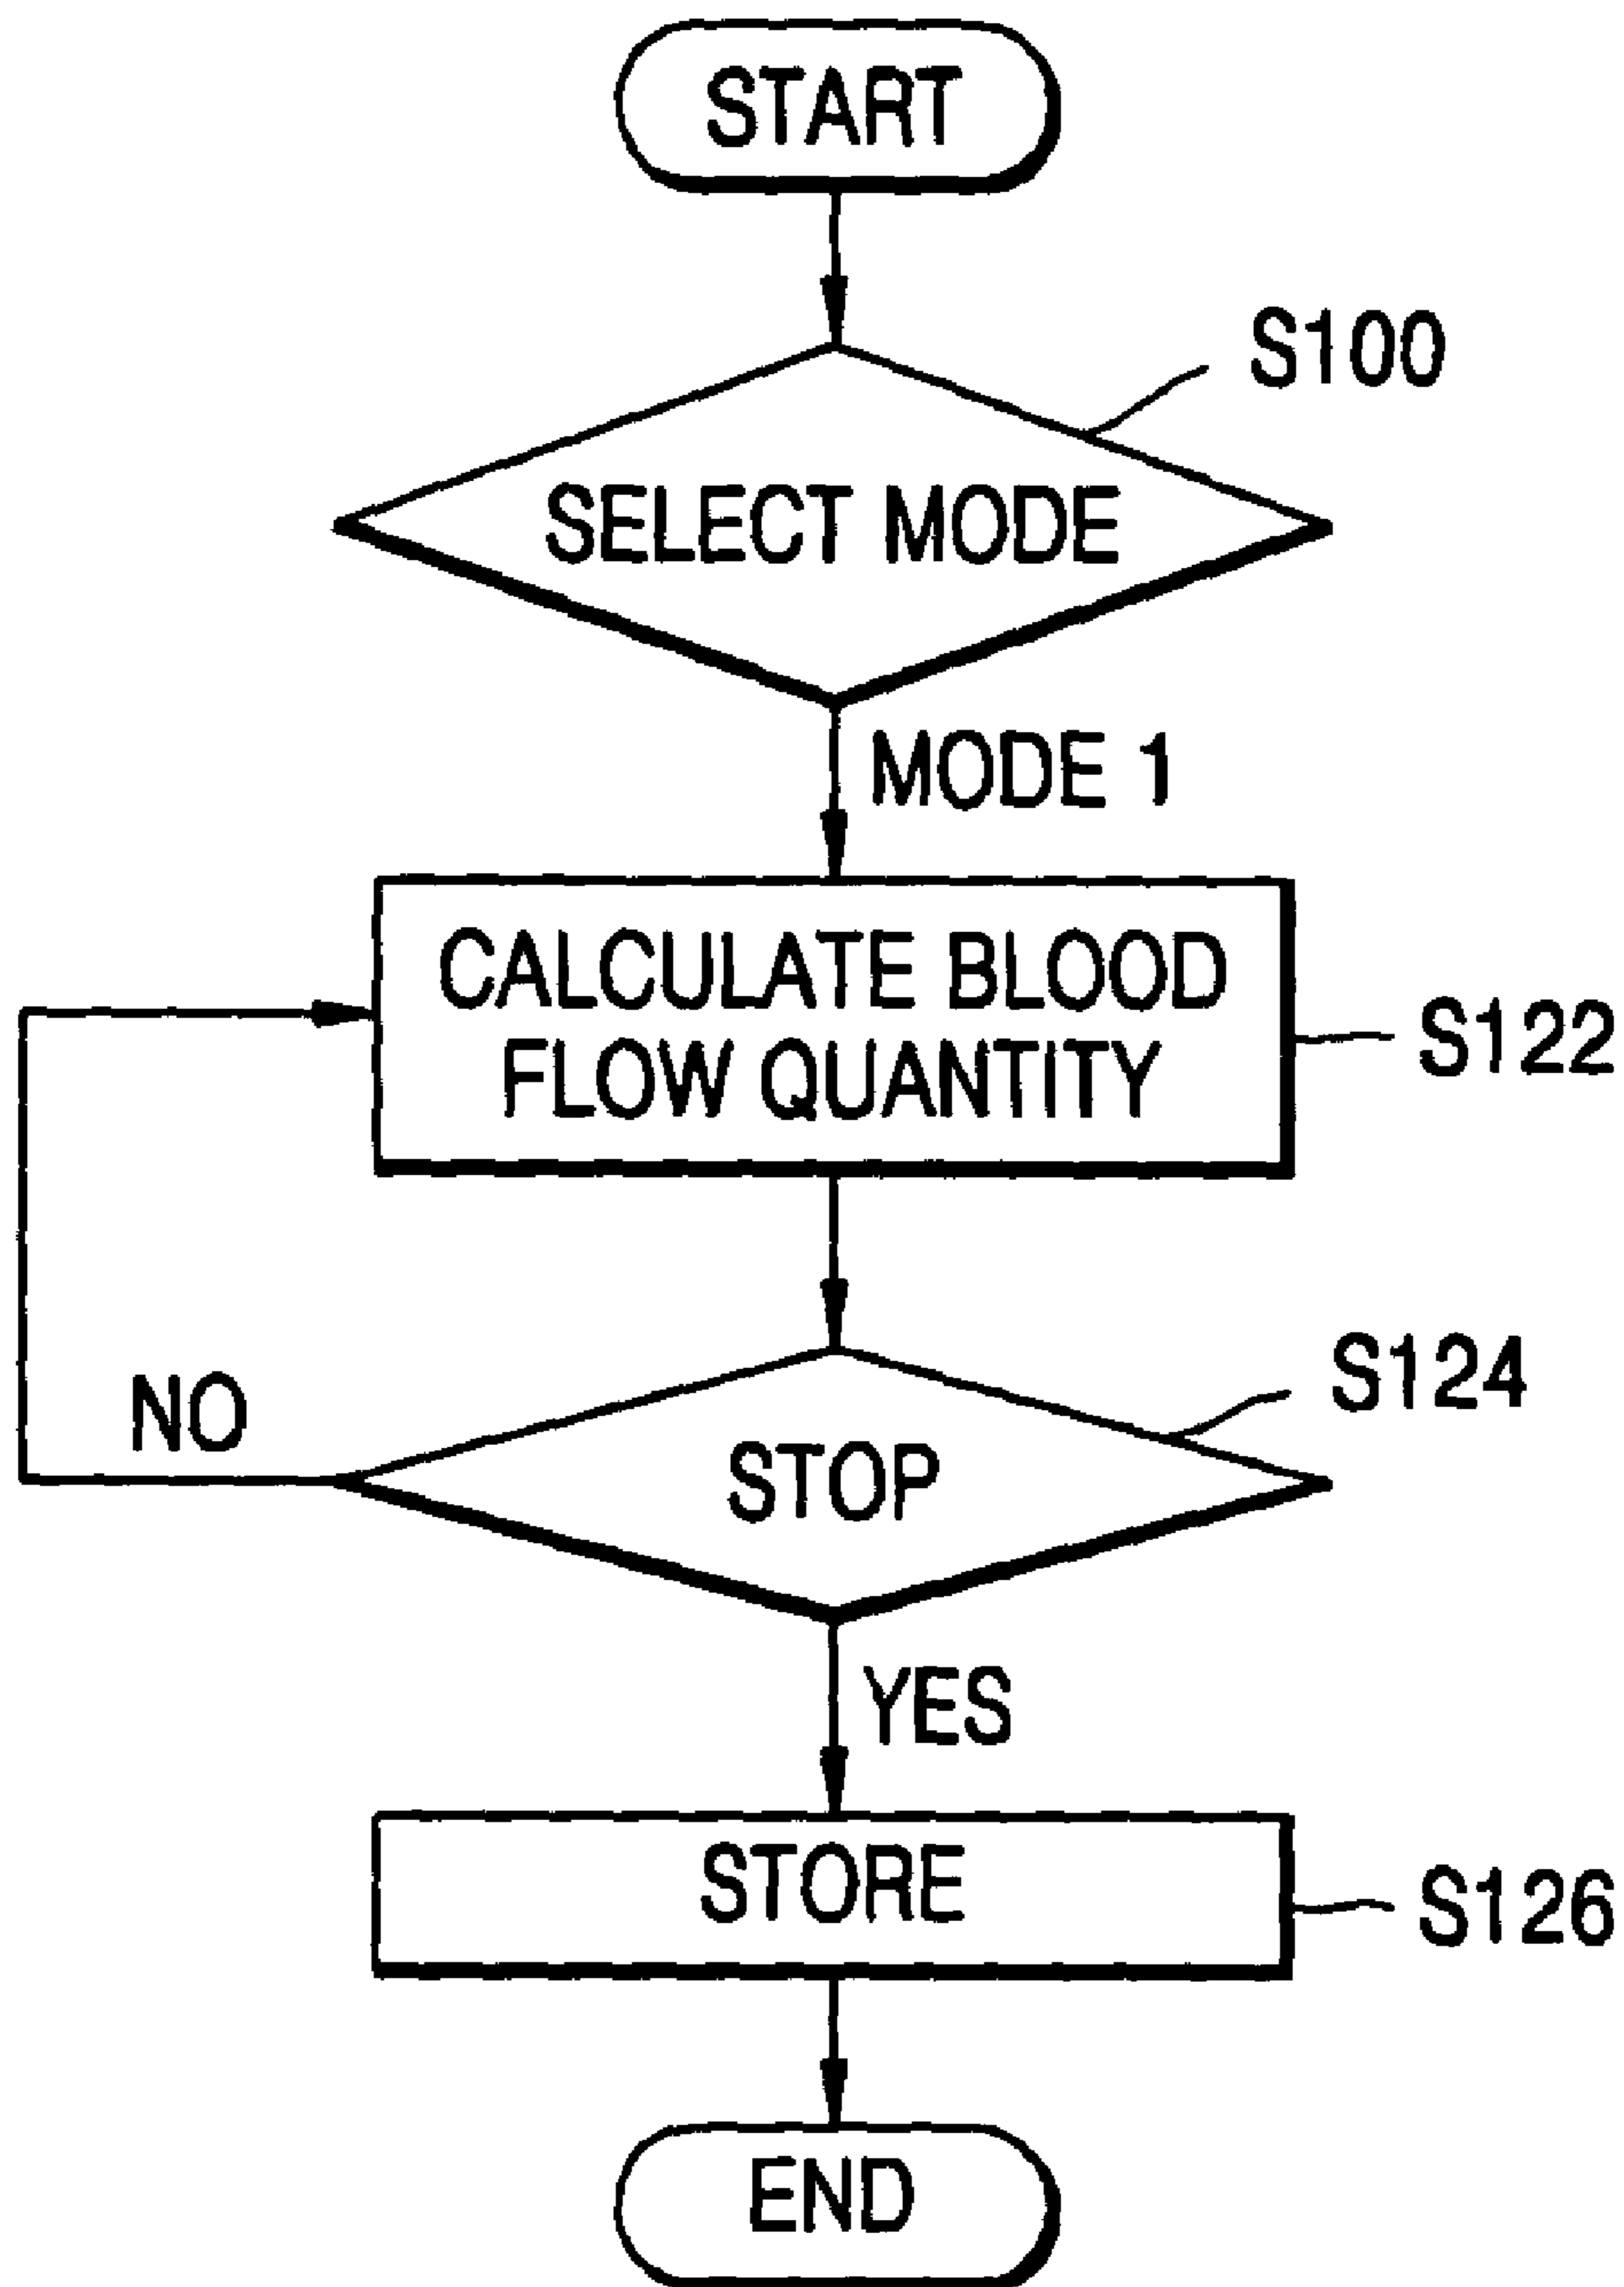 START
S100
SELECT MODE
MODE 1
CALCULATE BLOOD
FLOW QUANTITY
S122
S124
NO
STOP
YES
STORE
S126
END